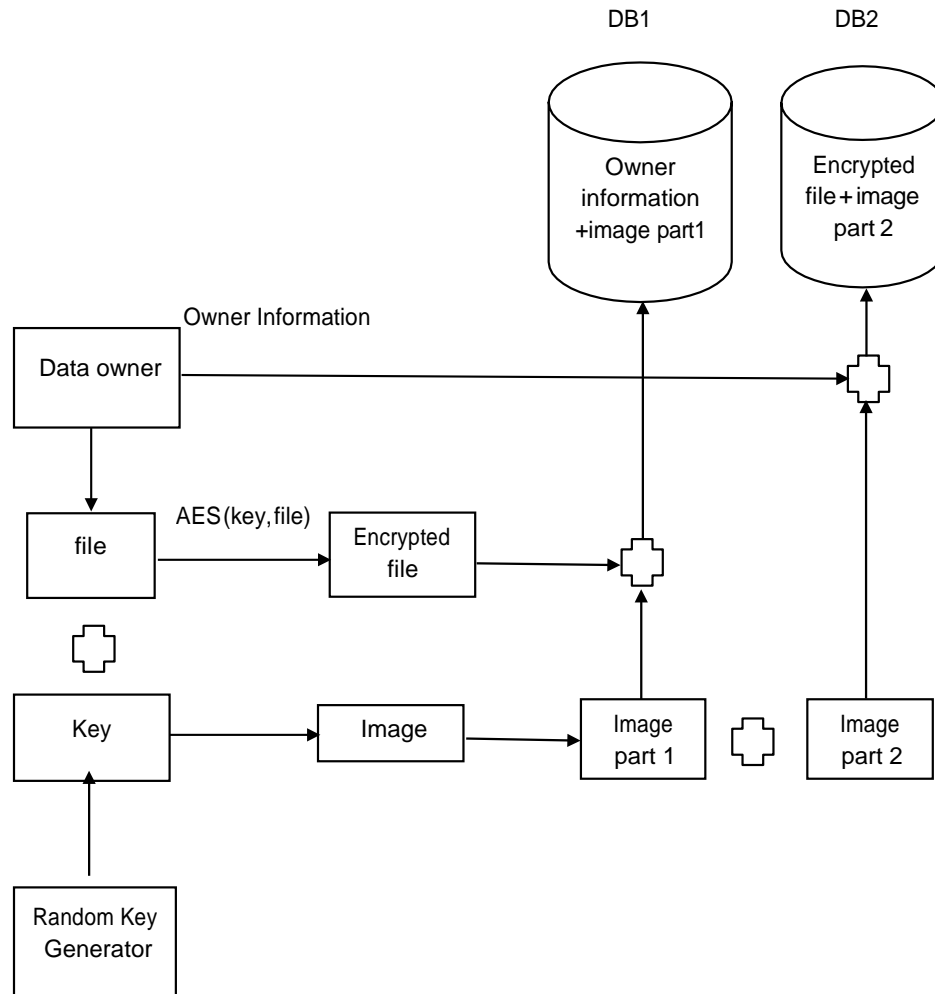 DB1
DB2
Owner
information
+image part1
Encrypted
file+image
part 2
Owner Information
Data owner
AES(key,file)
file
Encrypted
file
Key
Image
Image
part 1
Image
part 2
Random Key
Generator